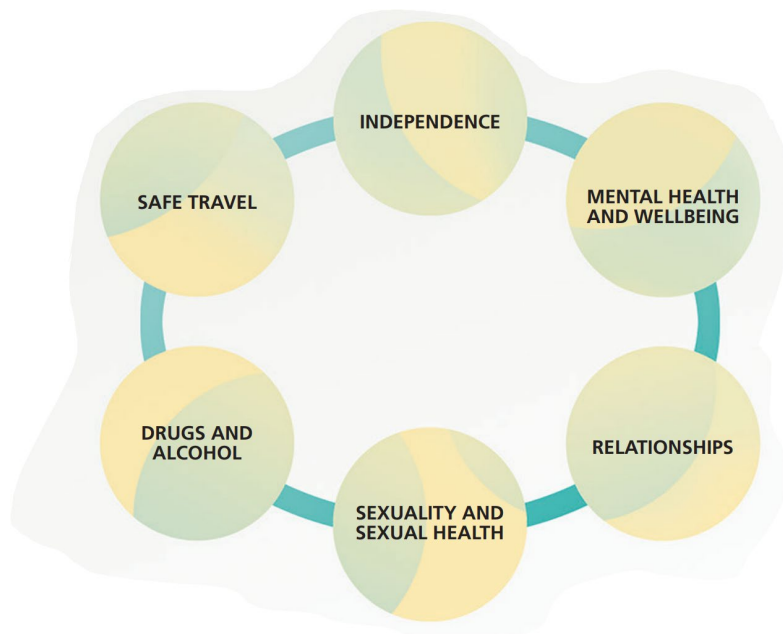 INDEPENDENCE
SAFE TRAVEL
MENTAL HEALTH
AND WELLBEING
DRUGS AND
ALCOHOL
RELATIONSHIPS
SEXUALITY AND
SEXUAL HEALTH